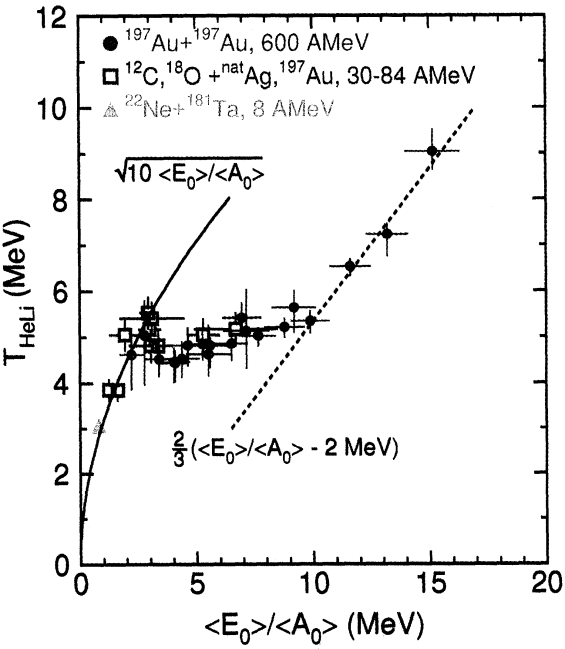 12
10
8
6
4
2
0
T_HeLi (MeV)
● ¹⁹⁷Au+¹⁹⁷Au, 600 AMeV
□ ¹²C,¹⁸O +ⁿᵃᵗAg,¹⁹⁷Au, 30-84 AMeV
▲ ²²Ne+¹⁸¹Ta, 8 AMeV
√10 <E₀>/<A₀>
2/3 (<E₀>/<A₀> - 2 MeV)
0 5 10 15 20
<E₀>/<A₀> (MeV)